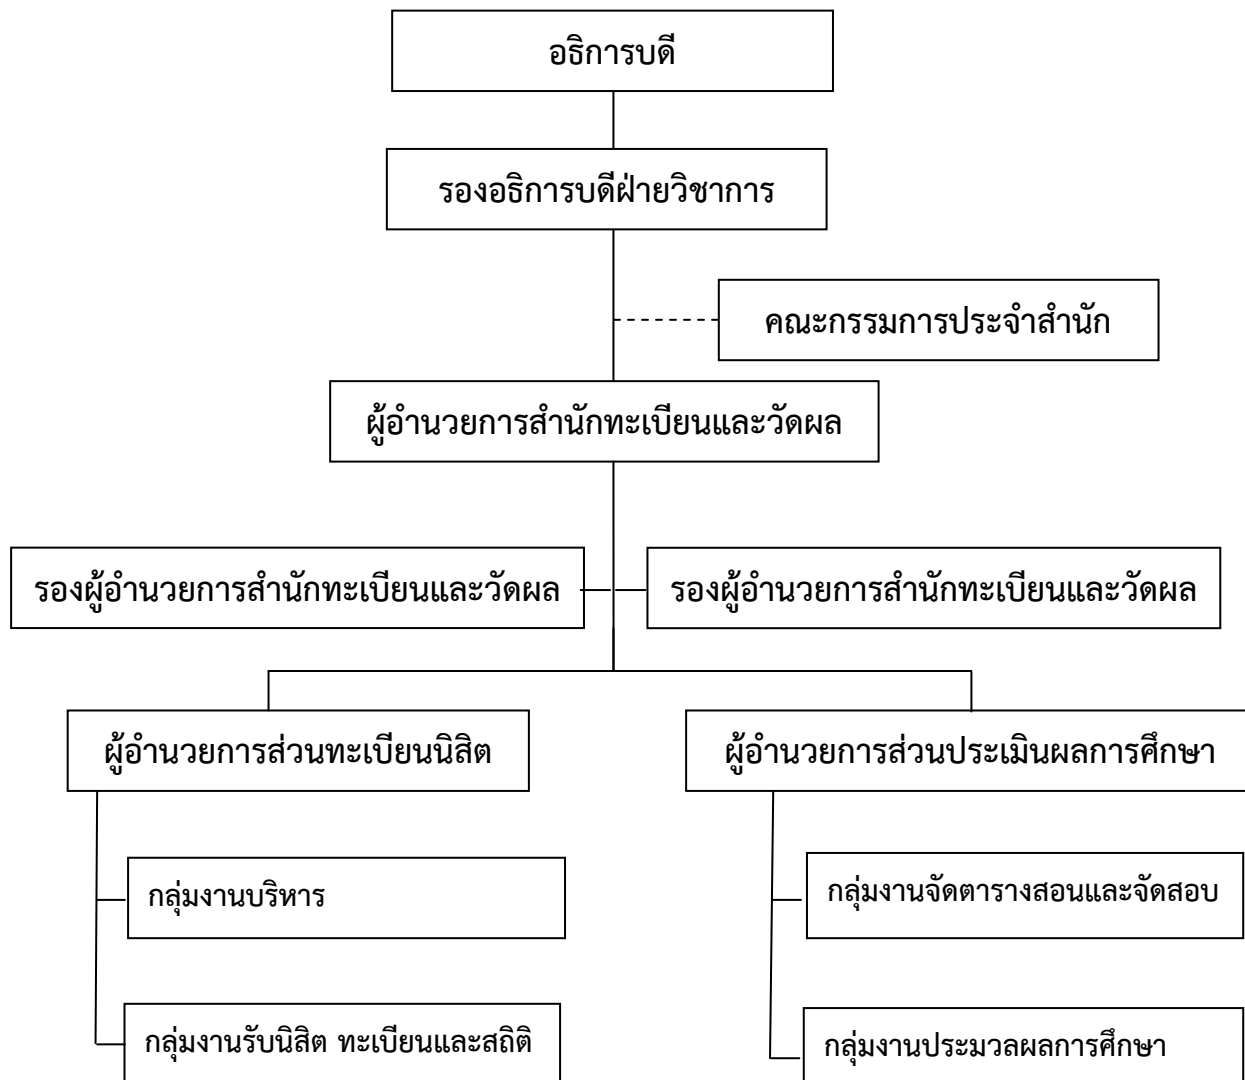 อธิการบดี
รองอธิการบดีฝ่ายวิชาการ
คณะกรรมการประจำสำนัก
ผู้อำนวยการสำนักทะเบียนและวัดผล
รองผู้อำนวยการสำนักทะเบียนและวัดผล
รองผู้อำนวยการสำนักทะเบียนและวัดผล
ผู้อำนวยการส่วนทะเบียนนิสิต
ผู้อำนวยการส่วนประเมินผลการศึกษา
กลุ่มงานบริหาร
กลุ่มงานจัดตารางสอนและจัดสอบ
กลุ่มงานรับนิสิต ทะเบียนและสถิติ
กลุ่มงานประมวลผลการศึกษา